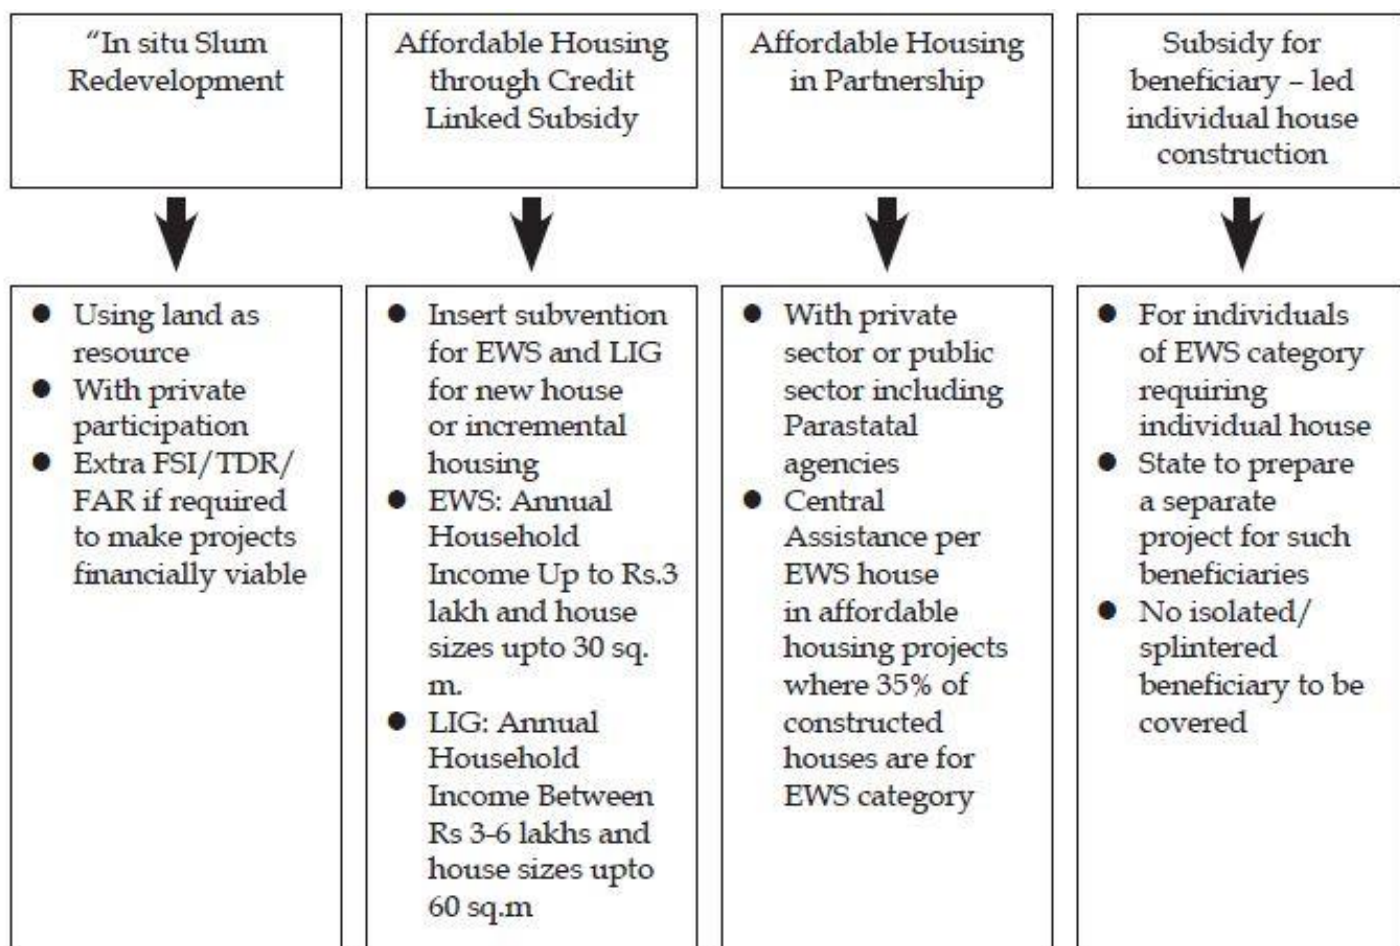 “In situ Slum
Redevelopment
Affordable Housing
through Credit
Linked Subsidy
Affordable Housing
in Partnership
Subsidy for
beneficiary – led
individual house
construction
● Using land as
resource
● With private
participation
● Extra FSI/TDR/
FAR if required
to make projects
financially viable
● Insert subvention
for EWS and LIG
for new house
or incremental
housing
● EWS: Annual
Household
Income Up to Rs.3
lakh and house
sizes upto 30 sq.
m.
● LIG: Annual
Household
Income Between
Rs 3-6 lakhs and
house sizes upto
60 sq.m
● With private
sector or public
sector including
Parastatal
agencies
● Central
Assistance per
EWS house
in affordable
housing projects
where 35% of
constructed
houses are for
EWS category
● For individuals
of EWS category
requiring
individual house
● State to prepare
a separate
project for such
beneficiaries
● No isolated/
splintered
beneficiary to be
covered